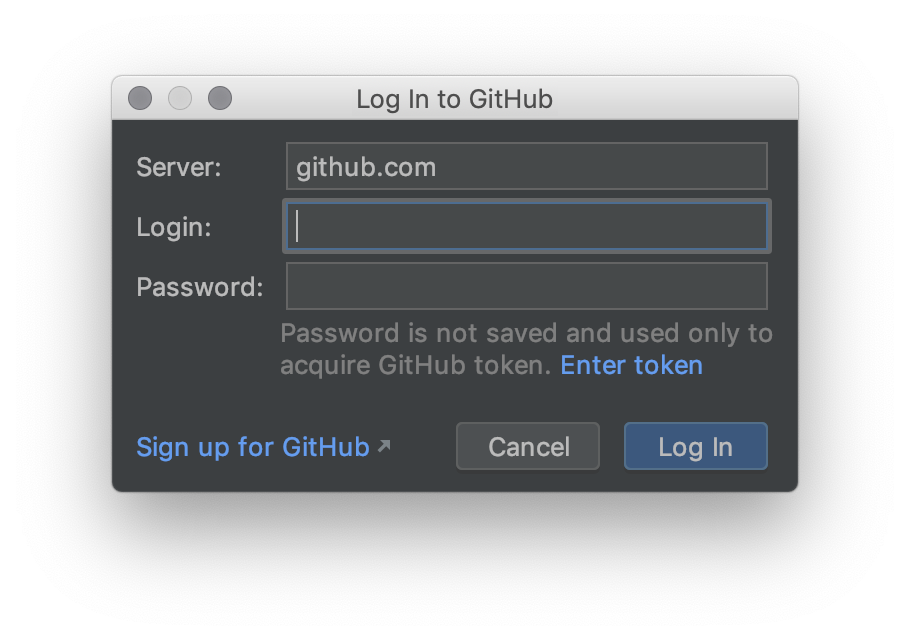 Log In to GitHub
Server: github.com
Login:
Password:
Password is not saved and used only to
acquire GitHub token. Enter token
Sign up for GitHub Cancel Log In